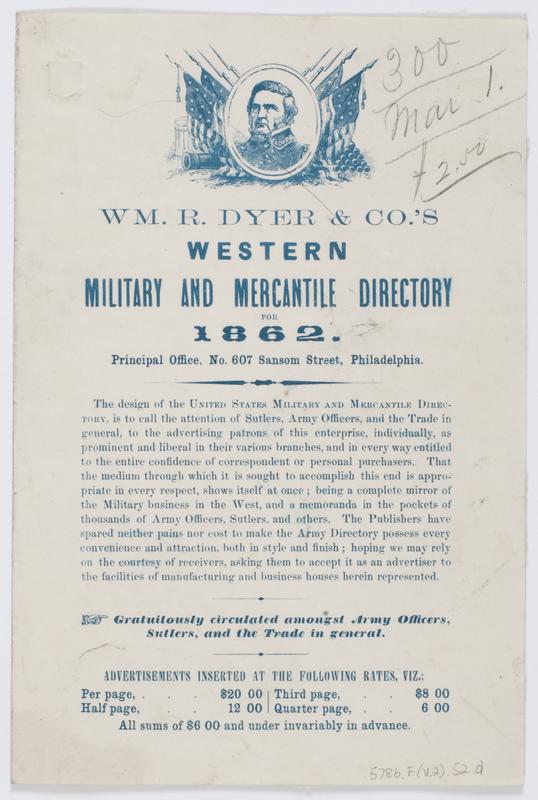 300
Mar 1.
2.00
WM. R. DYER & CO.'S
WESTERN
MILITARY AND MERCANTILE DIRECTORY
FOR
1862.
Principal Office, No. 607 Sansom Street, Philadelphia.
The design of the UNITED STATES MILITARY AND MERCANTILE DIREC-
TORY, is to call the attention of Sutlers, Army Officers, and the Trade in
general, to the advertising patrons of this enterprise, individually, as
prominent and liberal in their various branches, and in every way entitled
to the entire confidence of correspondent or personal purchasers. That
the medium through which it is sought to accomplish this end is appro-
priate in every respect, shows itself at once; being a complete mirror of
the Military business in the West, and a memoranda in the pockets of
thousands of Army Officers, Sutlers, and others. The Publishers have
spared neither pains nor cost to make the Army Directory possess every
convenience and attraction, both in style and finish; hoping we may rely
on the courtesy of receivers, asking them to accept it as an advertiser to
the facilities of manufacturing and business houses herein represented.
☞ Gratuitously circulated amongst Army Officers,
Sutlers, and the Trade in general.
ADVERTISEMENTS INSERTED AT THE FOLLOWING RATES, VIZ.:
Per page, . . . $20 00 | Third page, . . $8 00
Half page, . . 12 00 | Quarter page, . . 6 00
All sums of $6 00 and under invariably in advance.
5786.F(v.2).52.d